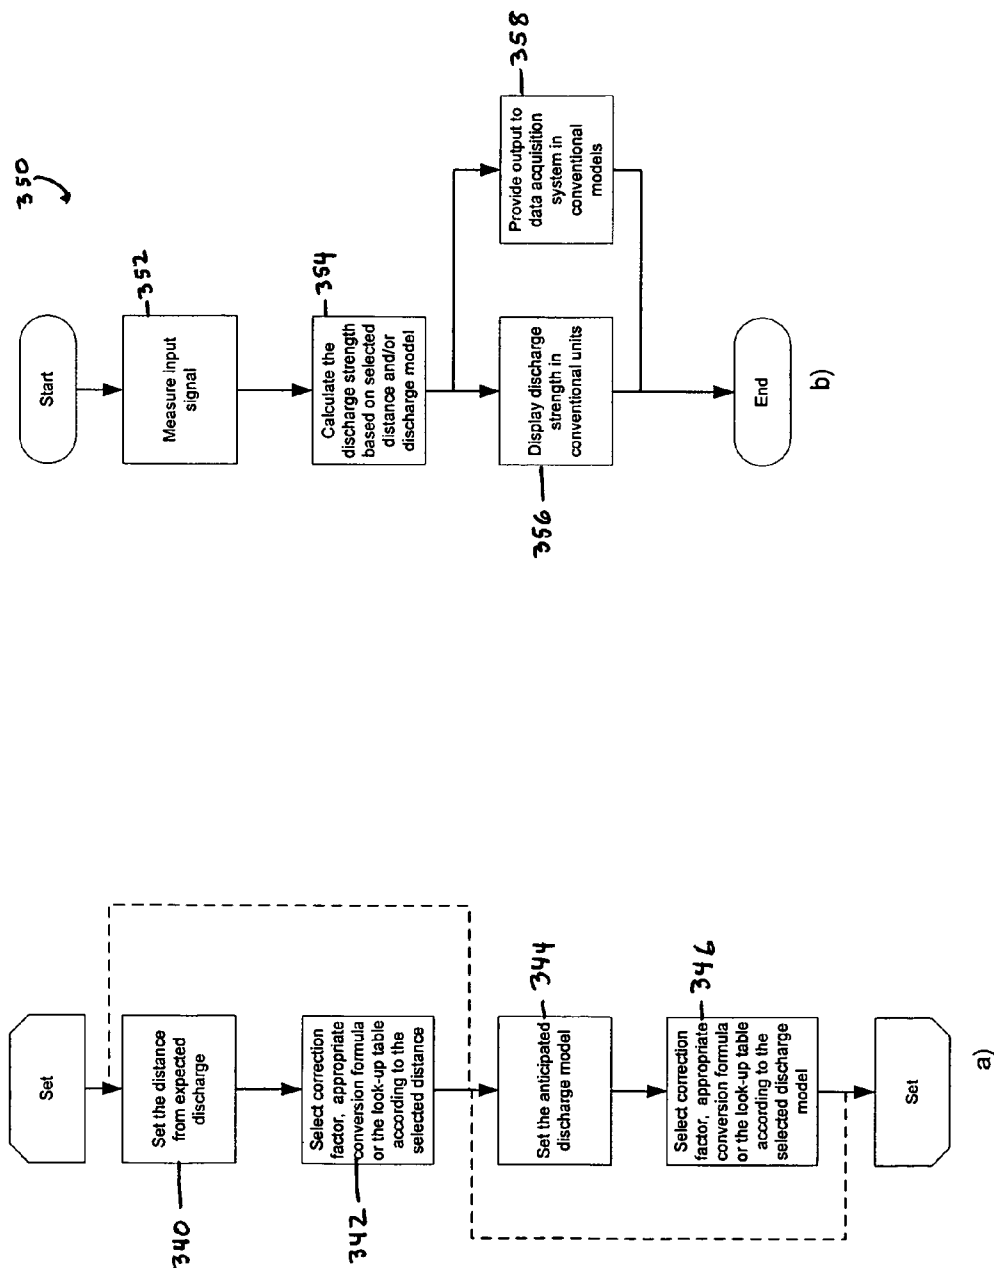 Set
340
Set the distance
from expected
discharge
342
Select correction
factor, appropriate
conversion formula
or the look-up table
according to the
selected distance
344
Set the anticipated
discharge model
346
Select correction
factor, appropriate
conversion formula
or the look-up table
according to the
selected discharge
model
Set
a)
350
Start
352
Measure input
signal
354
Calculate the
discharge strength
based on selected
distance and/or
discharge model
356
Display discharge
strength in
conventional units
358
Provide output to
data acquisition
system in
conventional
models
End
b)